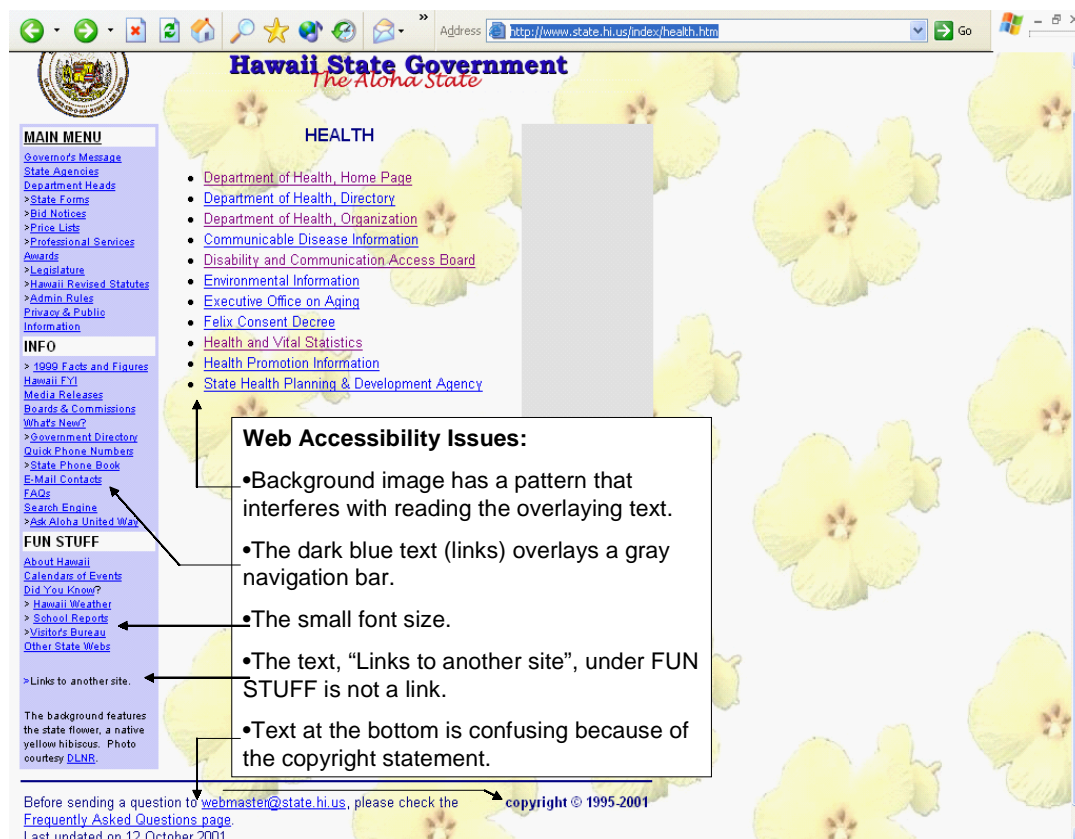 »
Address http://www.state.hi.us/index/health.htm Go
Hawaii State Government
The Aloha State
MAIN MENU
Governor's Message
State Agencies
Department Heads
>State Forms
>Bid Notices
>Price Lists
>Professional Services
Awards
>Legislature
>Hawaii Revised Statutes
>Admin Rules
Privacy & Public
Information
INFO
> 1999 Facts and Figures
Hawaii FYI
Media Releases
Boards & Commissions
What's New?
>Government Directory
Quick Phone Numbers
>State Phone Book
E-Mail Contacts
FAQs
Search Engine
>Ask Aloha United Way
FUN STUFF
About Hawaii
Calendars of Events
Did You Know?
> Hawaii Weather
> School Reports
>Visitor's Bureau
Other State Webs
>Links to another site.
The background features
the state flower, a native
yellow hibiscus. Photo
courtesy DLNR.
HEALTH
• Department of Health, Home Page
• Department of Health, Directory
• Department of Health, Organization
• Communicable Disease Information
• Disability and Communication Access Board
• Environmental Information
• Executive Office on Aging
• Felix Consent Decree
• Health and Vital Statistics
• Health Promotion Information
• State Health Planning & Development Agency
Web Accessibility Issues:
•Background image has a pattern that
interferes with reading the overlaying text.
•The dark blue text (links) overlays a gray
navigation bar.
•The small font size.
•The text, “Links to another site”, under FUN
STUFF is not a link.
•Text at the bottom is confusing because of
the copyright statement.
Before sending a question to webmaster@state.hi.us, please check the
Frequently Asked Questions page.
Last updated on 12 October 2001
copyright © 1995-2001